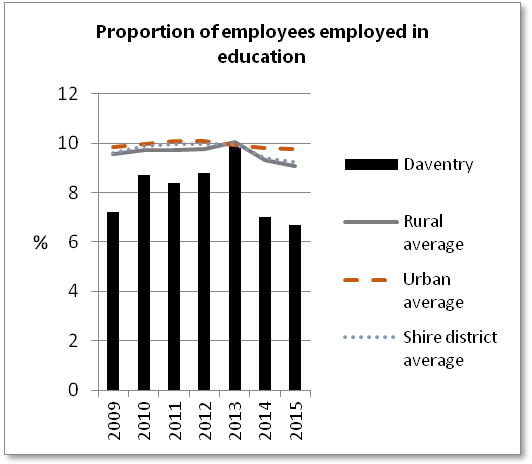 Proportion of employees employed in
education
12
10
8
6
4
2
0
%
2009
2010
2011
2012
2013
2014
2015
Daventry
Rural
average
Urban
average
Shire district
average